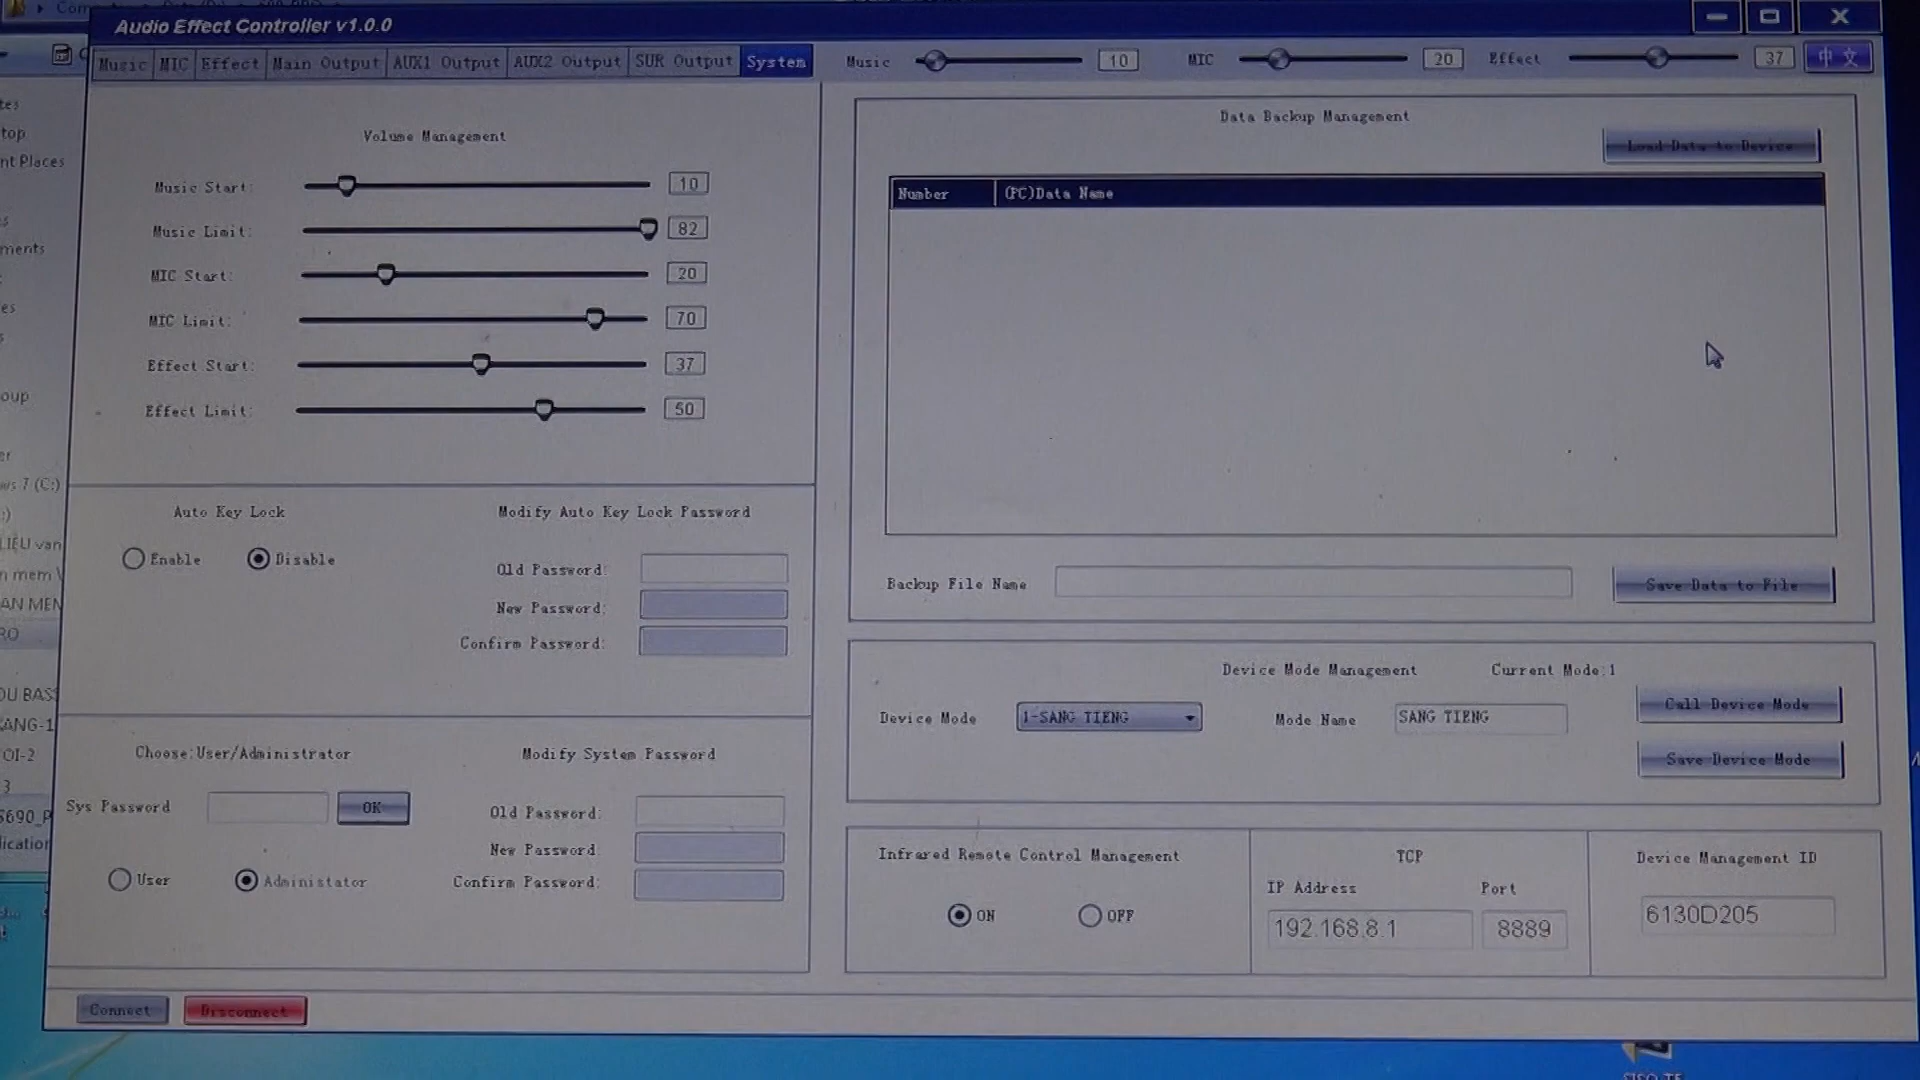 Audio Effect Controller v1.0.0
Music MIC Effect Main Output AUX1 Output AUX2 Output SUR Output System
Music 10 MIC 20 Effect 37 中文
Volume Management
Music Start: 10
Music Limit: 82
MIC Start: 20
MIC Limit: 70
Effect Start: 37
Effect Limit: 50
Auto Key Lock
Enable Disable
Modify Auto Key Lock Password
Old Password:
New Password:
Confirm Password:
Choose:User/Administrator
Sys Password OK
User Administator
Modify System Password
Old Password:
New Password:
Confirm Password:
Data Backup Management
Load Data to Device
Number (PC)Data Name
Backup File Name Save Data to File
Device Mode Management Current Mode:1
Device Mode 1-SANG TIENG Mode Name SANG TIENG
Call Device Mode
Save Device Mode
Infrared Remote Control Management
ON OFF
TCP
IP Address Port
192.168.8.1 8889
Device Management ID
6130D205
Connect Disconnect